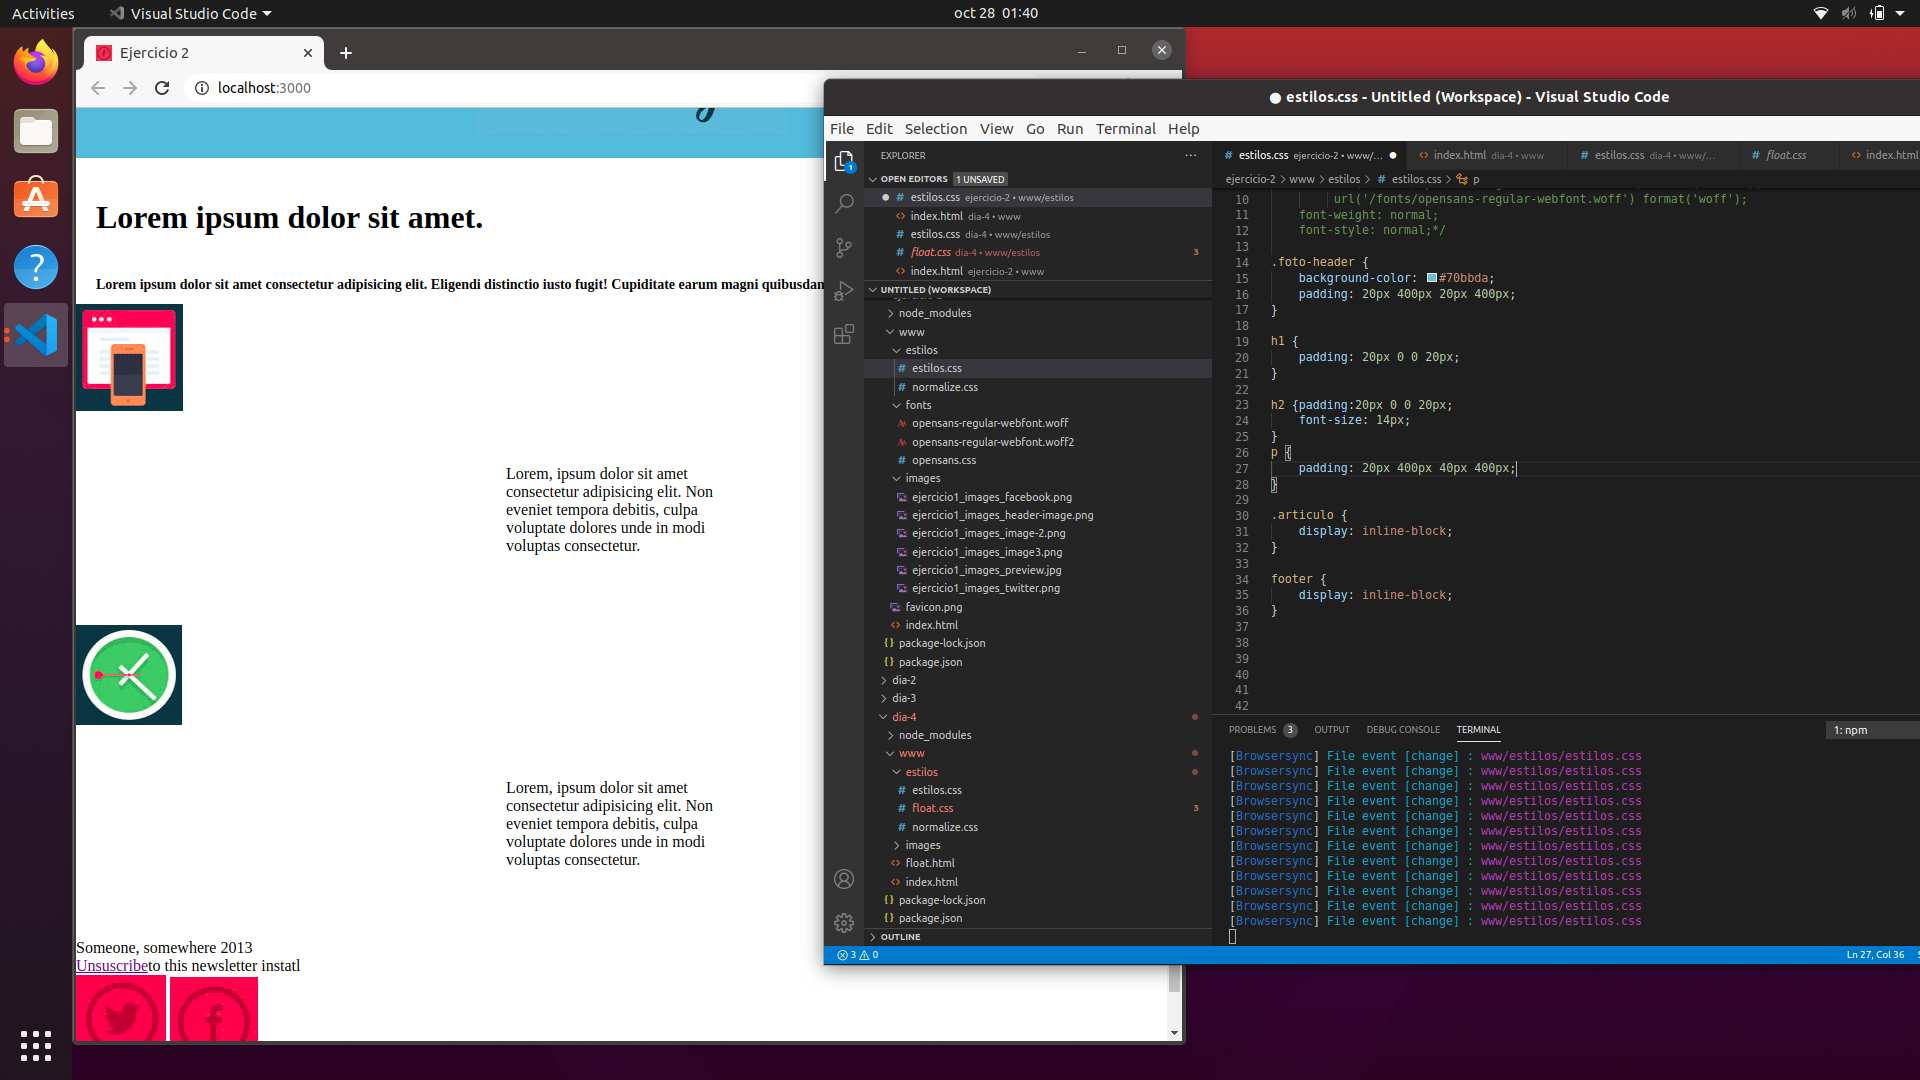 Activities
Visual Studio Code
oct 28 01:40
Ejercicio 2
localhost:3000
Lorem ipsum dolor sit amet.
Lorem ipsum dolor sit amet consectetur adipisicing elit. Eligendi distinctio iusto fugit! Cupiditate earum magni quibusdam
Lorem, ipsum dolor sit amet
consectetur adipisicing elit. Non
eveniet tempora debitis, culpa
voluptate dolores unde in modi
voluptas consectetur.
Lorem, ipsum dolor sit amet
consectetur adipisicing elit. Non
eveniet tempora debitis, culpa
voluptate dolores unde in modi
voluptas consectetur.
Someone, somewhere 2013
Unsuscribeto this newsletter instatl
● estilos.css - Untitled (Workspace) - Visual Studio Code
File Edit Selection View Go Run Terminal Help
EXPLORER ...
1
OPEN EDITORS 1 UNSAVED
# estilos.css ejercicio-2 • www/estilos
<> index.html dia-4 • www
# estilos.css dia-4 • www/estilos
# float.css dia-4 • www/estilos 3
<> index.html ejercicio-2 • www
UNTITLED (WORKSPACE)
node_modules
www
estilos
# estilos.css
# normalize.css
fonts
opensans-regular-webfont.woff
opensans-regular-webfont.woff2
# opensans.css
images
ejercicio1_images_facebook.png
ejercicio1_images_header-image.png
ejercicio1_images_image-2.png
ejercicio1_images_image3.png
ejercicio1_images_preview.jpg
ejercicio1_images_twitter.png
favicon.png
<> index.html
{} package-lock.json
{} package.json
dia-2
dia-3
dia-4
node_modules
www
estilos
# estilos.css
# float.css 3
# normalize.css
images
<> float.html
<> index.html
{} package-lock.json
{} package.json
OUTLINE
# estilos.css ejercicio-2 • www/... ●
<> index.html dia-4 • www
# estilos.css dia-4 • www/...
# float.css
<> index.html
ejercicio-2 > www > estilos > # estilos.css > p
10 url('/fonts/opensans-regular-webfont.woff') format('woff');
11 font-weight: normal;
12 font-style: normal;*/
13
14 .foto-header {
15 background-color: #70bbda;
16 padding: 20px 400px 20px 400px;
17 }
18
19 h1 {
20 padding: 20px 0 0 20px;
21 }
22
23 h2 {padding:20px 0 0 20px;
24 font-size: 14px;
25 }
26 p {
27 padding: 20px 400px 40px 400px;
28 }
29
30 .articulo {
31 display: inline-block;
32 }
33
34 footer {
35 display: inline-block;
36 }
37
38
39
40
41
42
PROBLEMS 3 OUTPUT DEBUG CONSOLE TERMINAL
1: npm
[Browsersync] File event [change] : www/estilos/estilos.css
[Browsersync] File event [change] : www/estilos/estilos.css
[Browsersync] File event [change] : www/estilos/estilos.css
[Browsersync] File event [change] : www/estilos/estilos.css
[Browsersync] File event [change] : www/estilos/estilos.css
[Browsersync] File event [change] : www/estilos/estilos.css
[Browsersync] File event [change] : www/estilos/estilos.css
[Browsersync] File event [change] : www/estilos/estilos.css
[Browsersync] File event [change] : www/estilos/estilos.css
[Browsersync] File event [change] : www/estilos/estilos.css
[Browsersync] File event [change] : www/estilos/estilos.css
[Browsersync] File event [change] : www/estilos/estilos.css
3 0
Ln 27, Col 36